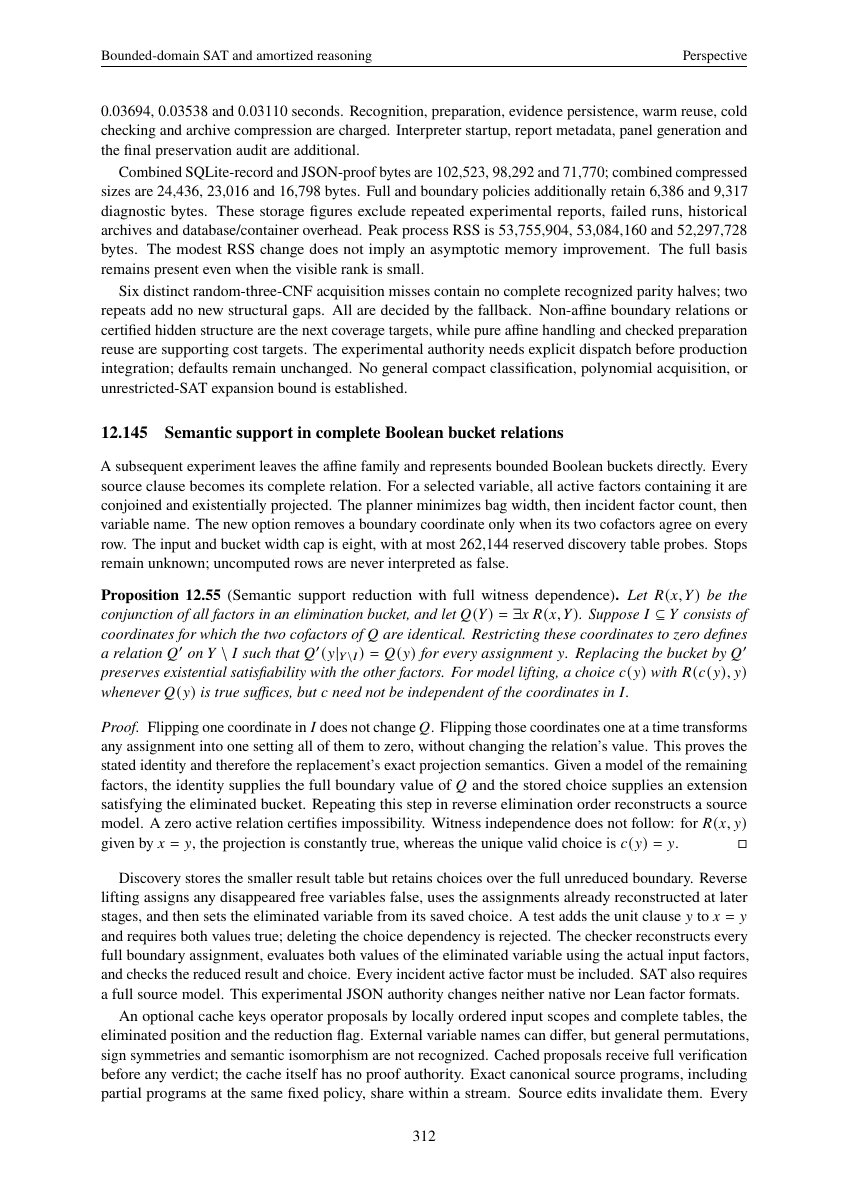 Bounded-domain SAT and amortized reasoning Perspective
0.03694, 0.03538 and 0.03110 seconds. Recognition, preparation, evidence persistence, warm reuse, cold
checking and archive compression are charged. Interpreter startup, report metadata, panel generation and
the final preservation audit are additional.
Combined SQLite-record and JSON-proof bytes are 102,523, 98,292 and 71,770; combined compressed
sizes are 24,436, 23,016 and 16,798 bytes. Full and boundary policies additionally retain 6,386 and 9,317
diagnostic bytes. These storage figures exclude repeated experimental reports, failed runs, historical
archives and database/container overhead. Peak process RSS is 53,755,904, 53,084,160 and 52,297,728
bytes. The modest RSS change does not imply an asymptotic memory improvement. The full basis
remains present even when the visible rank is small.
Six distinct random-three-CNF acquisition misses contain no complete recognized parity halves; two
repeats add no new structural gaps. All are decided by the fallback. Non-affine boundary relations or
certified hidden structure are the next coverage targets, while pure affine handling and checked preparation
reuse are supporting cost targets. The experimental authority needs explicit dispatch before production
integration; defaults remain unchanged. No general compact classification, polynomial acquisition, or
unrestricted-SAT expansion bound is established.
12.145 Semantic support in complete Boolean bucket relations
A subsequent experiment leaves the affine family and represents bounded Boolean buckets directly. Every
source clause becomes its complete relation. For a selected variable, all active factors containing it are
conjoined and existentially projected. The planner minimizes bag width, then incident factor count, then
variable name. The new option removes a boundary coordinate only when its two cofactors agree on every
row. The input and bucket width cap is eight, with at most 262,144 reserved discovery table probes. Stops
remain unknown; uncomputed rows are never interpreted as false.
Proposition 12.55 (Semantic support reduction with full witness dependence). Let R(x, Y) be the
conjunction of all factors in an elimination bucket, and let Q(Y) = ∃x R(x, Y). Suppose I ⊆ Y consists of
coordinates for which the two cofactors of Q are identical. Restricting these coordinates to zero defines
a relation Q′ on Y \ I such that Q′(y|Y\I) = Q(y) for every assignment y. Replacing the bucket by Q′
preserves existential satisfiability with the other factors. For model lifting, a choice c(y) with R(c(y), y)
whenever Q(y) is true suffices, but c need not be independent of the coordinates in I.
Proof. Flipping one coordinate in I does not change Q. Flipping those coordinates one at a time transforms
any assignment into one setting all of them to zero, without changing the relation's value. This proves the
stated identity and therefore the replacement's exact projection semantics. Given a model of the remaining
factors, the identity supplies the full boundary value of Q and the stored choice supplies an extension
satisfying the eliminated bucket. Repeating this step in reverse elimination order reconstructs a source
model. A zero active relation certifies impossibility. Witness independence does not follow: for R(x, y)
given by x = y, the projection is constantly true, whereas the unique valid choice is c(y) = y. □
Discovery stores the smaller result table but retains choices over the full unreduced boundary. Reverse
lifting assigns any disappeared free variables false, uses the assignments already reconstructed at later
stages, and then sets the eliminated variable from its saved choice. A test adds the unit clause y to x = y
and requires both values true; deleting the choice dependency is rejected. The checker reconstructs every
full boundary assignment, evaluates both values of the eliminated variable using the actual input factors,
and checks the reduced result and choice. Every incident active factor must be included. SAT also requires
a full source model. This experimental JSON authority changes neither native nor Lean factor formats.
An optional cache keys operator proposals by locally ordered input scopes and complete tables, the
eliminated position and the reduction flag. External variable names can differ, but general permutations,
sign symmetries and semantic isomorphism are not recognized. Cached proposals receive full verification
before any verdict; the cache itself has no proof authority. Exact canonical source programs, including
partial programs at the same fixed policy, share within a stream. Source edits invalidate them. Every
312